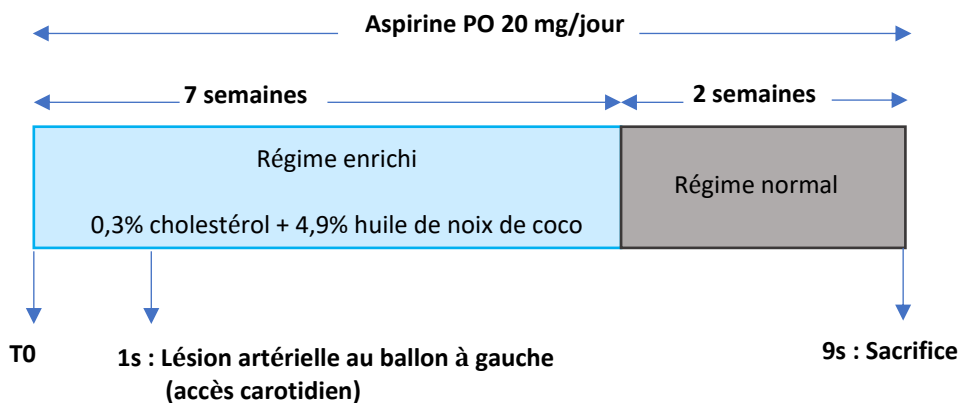 Aspirine PO 20 mg/jour
7 semaines
2 semaines
Régime enrichi
Régime normal
0,3% cholestérol + 4,9% huile de noix de coco
T0
1s : Lésion artérielle au ballon à gauche
(accès carotidien)
9s : Sacrifice